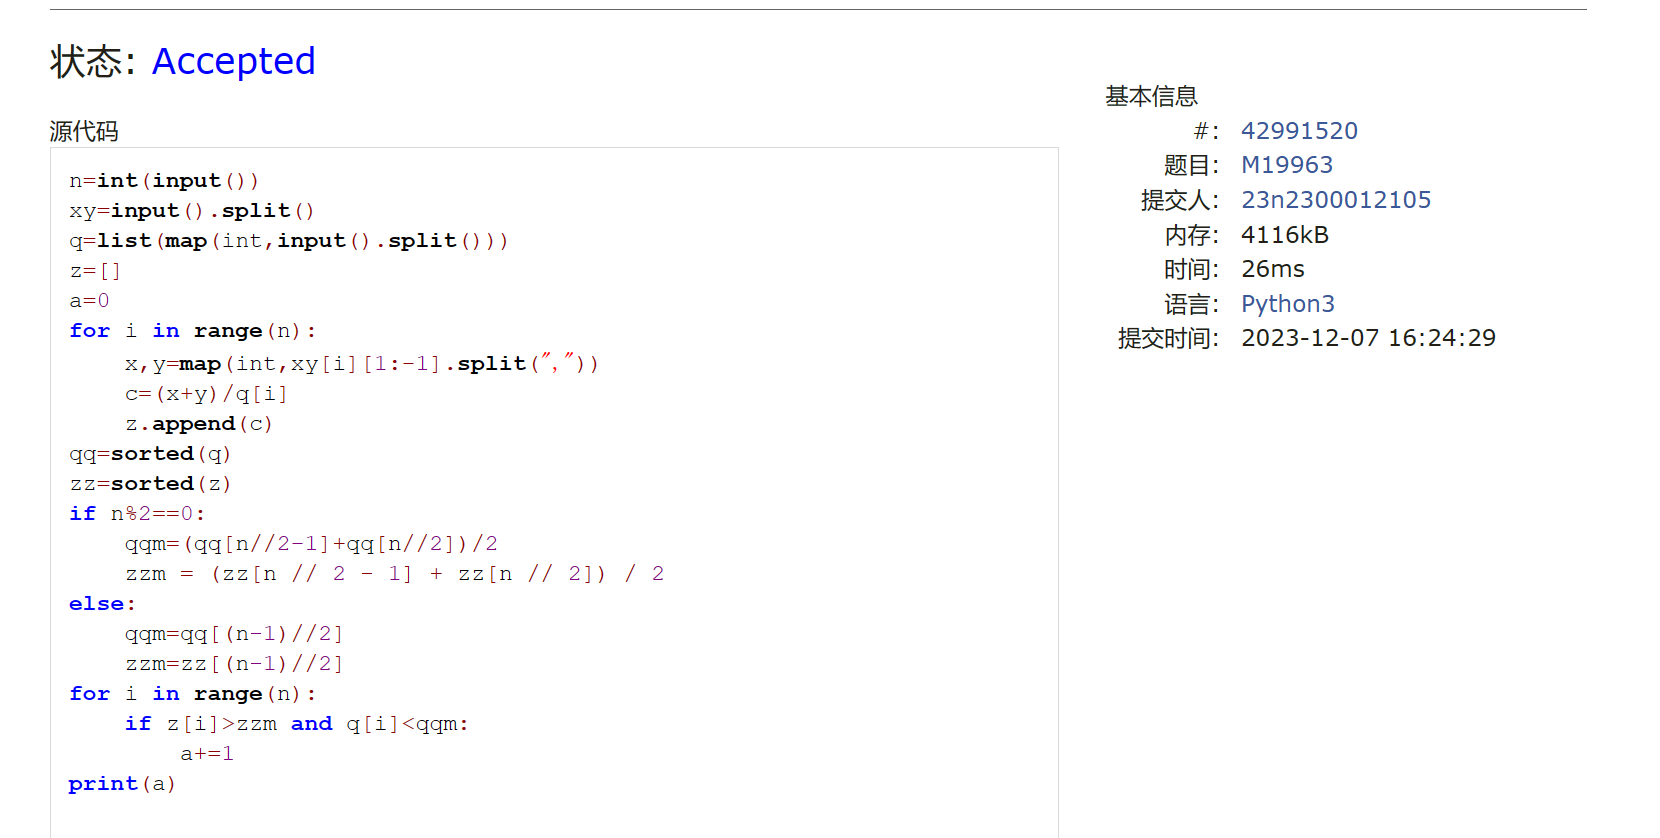 状态: Accepted
源代码
n=int(input())
xy=input().split()
q=list(map(int,input().split()))
z=[]
a=0
for i in range(n):
    x,y=map(int,xy[i][1:-1].split(","))
    c=(x+y)/q[i]
    z.append(c)
qq=sorted(q)
zz=sorted(z)
if n%2==0:
    qqm=(qq[n//2-1]+qq[n//2])/2
    zzm = (zz[n // 2 - 1] + zz[n // 2]) / 2
else:
    qqm=qq[(n-1)//2]
    zzm=zz[(n-1)//2]
for i in range(n):
    if z[i]>zzm and q[i]<qqm:
        a+=1
print(a)
基本信息
#: 42991520
题目: M19963
提交人: 23n2300012105
内存: 4116kB
时间: 26ms
语言: Python3
提交时间: 2023-12-07 16:24:29